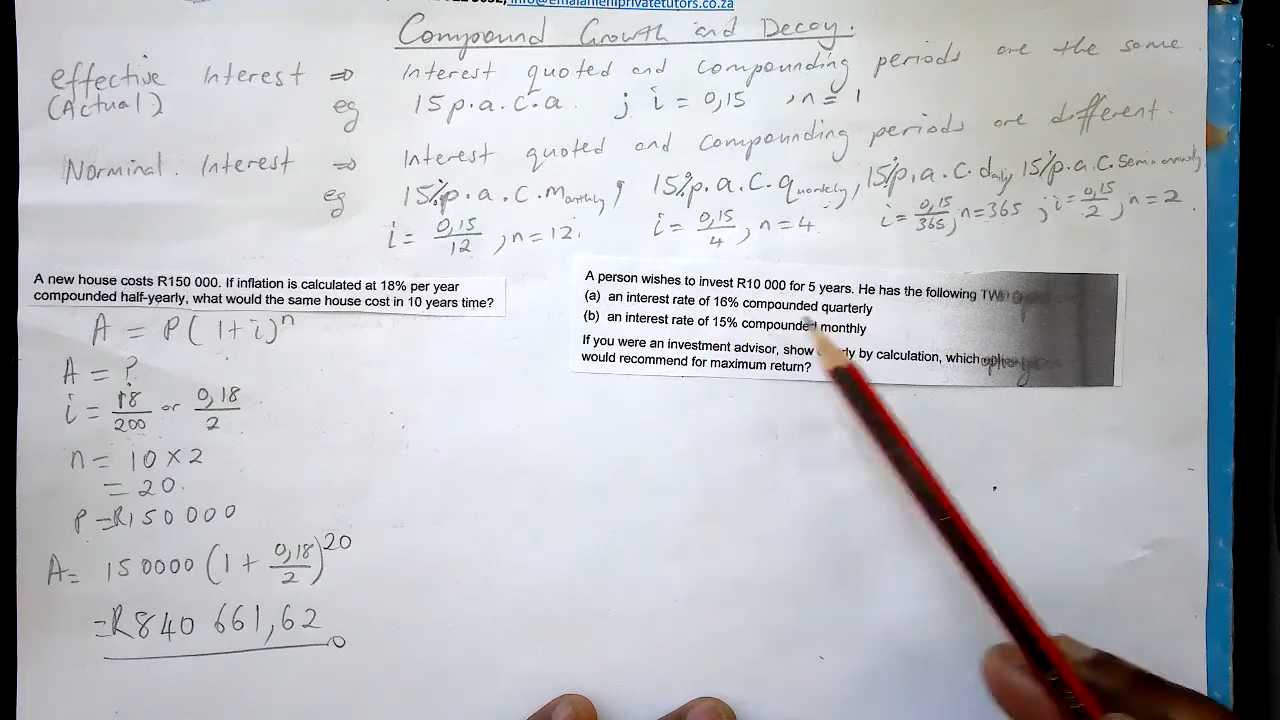 info@emalahleniprivatetutors.co.za
Compound Growth and Decay.
effective Interest ⇒ Interest quoted and compounding periods are the same
(Actual) eg 15 p.a.c.a. ; i = 0,15 , n = 1
Norminal. Interest ⇒ Interest quoted and compounding periods are different.
eg 15% p.a.c. monthly, 15% p.a.c. quartely, 15% p.a.c. daily, 15% p.a.c. Semi-annually
i = 0,15/12 , n = 12. i = 0,15/4 , n = 4. i = 0,15/365, n = 365 ; i = 0,15/2 , n = 2.
A new house costs R150 000. If inflation is calculated at 18% per year
compounded half-yearly, what would the same house cost in 10 years time?
A = P(1+i)^n
A = ?
i = 18/200 or 0,18/2
n = 10 × 2
= 20.
P = R150 000
A = 150000 (1 + 0,18/2)^20
= R840 661,62
A person wishes to invest R10 000 for 5 years. He has the following TWO
(a) an interest rate of 16% compounded quarterly
(b) an interest rate of 15% compounded monthly
If you were an investment advisor, show by calculation, which
would recommend for maximum return?